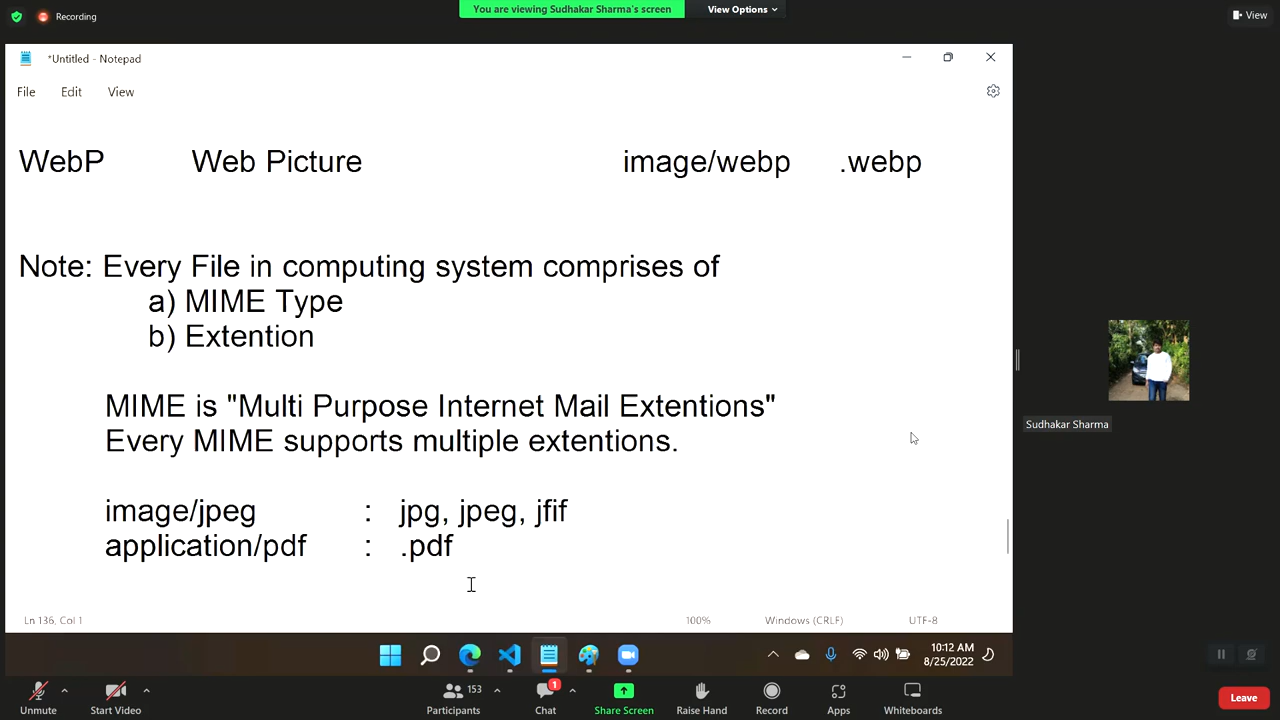 Recording
You are viewing Sudhakar Sharma's screen
View Options
View
*Untitled - Notepad
File Edit View
WebP Web Picture image/webp .webp
Note: Every File in computing system comprises of
a) MIME Type
b) Extention
MIME is "Multi Purpose Internet Mail Extentions"
Every MIME supports multiple extentions.
image/jpeg : jpg, jpeg, jfif
application/pdf : .pdf
Sudhakar Sharma
Ln 136, Col 1 100% Windows (CRLF) UTF-8
10:12 AM
8/25/2022
Unmute Start Video 153 Participants 1 Chat Share Screen Raise Hand Record Apps Whiteboards Leave